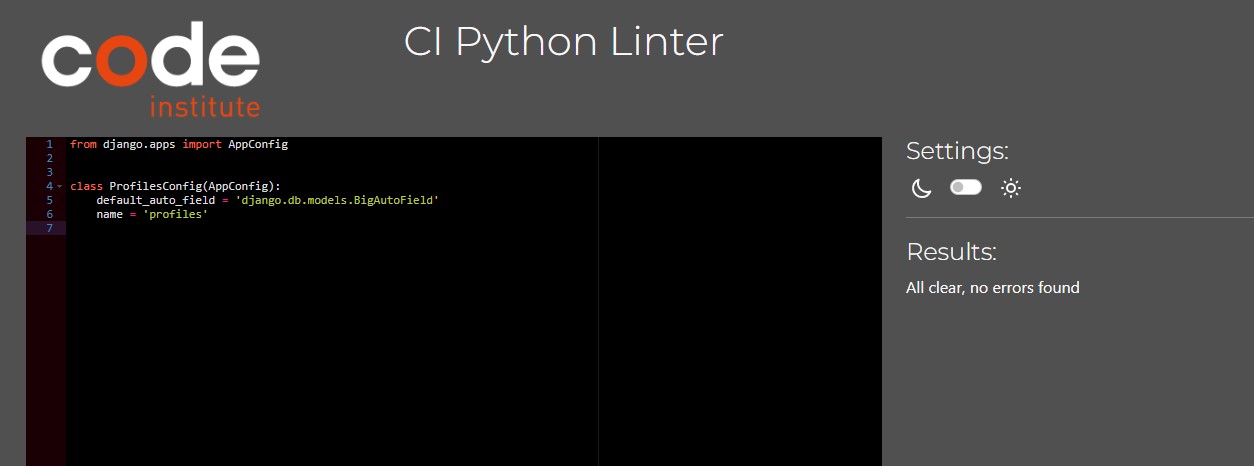 code
institute
CI Python Linter
1 from django.apps import AppConfig
2
3
4 class ProfilesConfig(AppConfig):
5     default_auto_field = 'django.db.models.BigAutoField'
6     name = 'profiles'
7
Settings:
Results:
All clear, no errors found